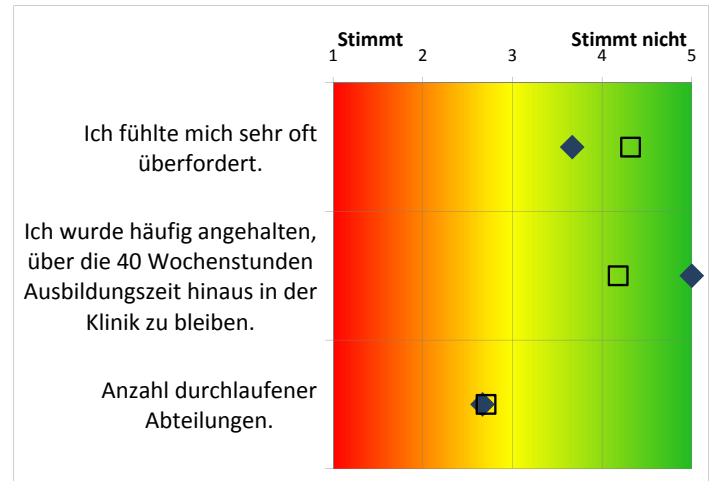 Stimmt Stimmt nicht
1 2 3 4 5
Ich fühlte mich sehr oft
überfordert.
Ich wurde häufig angehalten,
über die 40 Wochenstunden
Ausbildungszeit hinaus in der
Klinik zu bleiben.
Anzahl durchlaufener
Abteilungen.